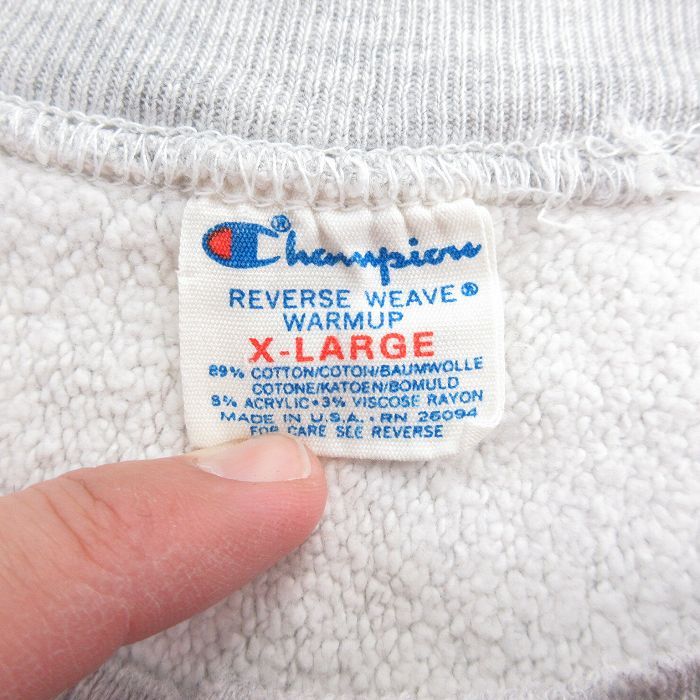 Champion®
REVERSE WEAVE®
WARMUP
X-LARGE
89% COTTON/COTON/BAUMWOLLE
COTONE/KATOEN/BOMULD
8% ACRYLIC•3% VISCOSE RAYON
MADE IN U.S.A. RN 26094
FOR CARE SEE REVERSE